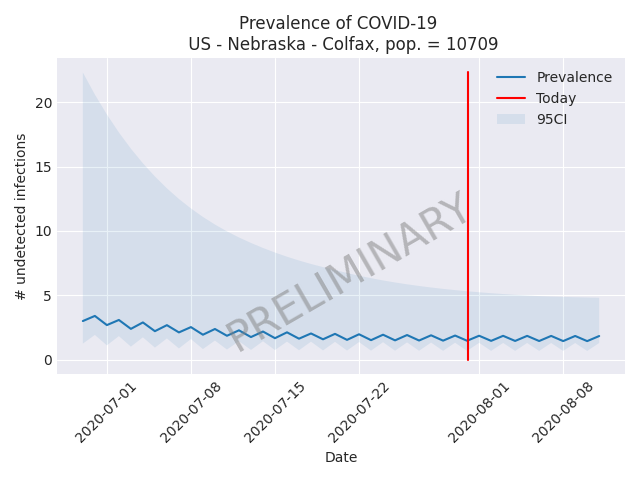 Prevalence of COVID-19
US - Nebraska - Colfax, pop. = 10709
# undetected infections
20
15
10
5
0
Prevalence
Today
95CI
PRELIMINARY
2020-07-01
2020-07-08
2020-07-15
2020-07-22
2020-08-01
2020-08-08
Date